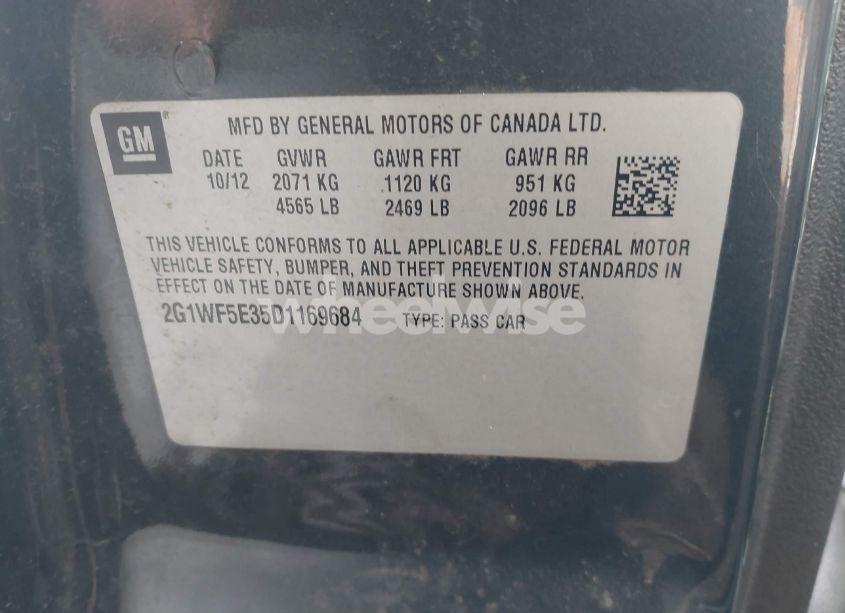 GM
MFD BY GENERAL MOTORS OF CANADA LTD.
DATE GVWR GAWR FRT GAWR RR
10/12 2071 KG 1120 KG 951 KG
4565 LB 2469 LB 2096 LB
THIS VEHICLE CONFORMS TO ALL APPLICABLE U.S. FEDERAL MOTOR
VEHICLE SAFETY, BUMPER, AND THEFT PREVENTION STANDARDS IN
EFFECT ON THE DATE OF MANUFACTURE SHOWN ABOVE.
2G1WF5E35D1169684 TYPE: PASS CAR
wheelwise